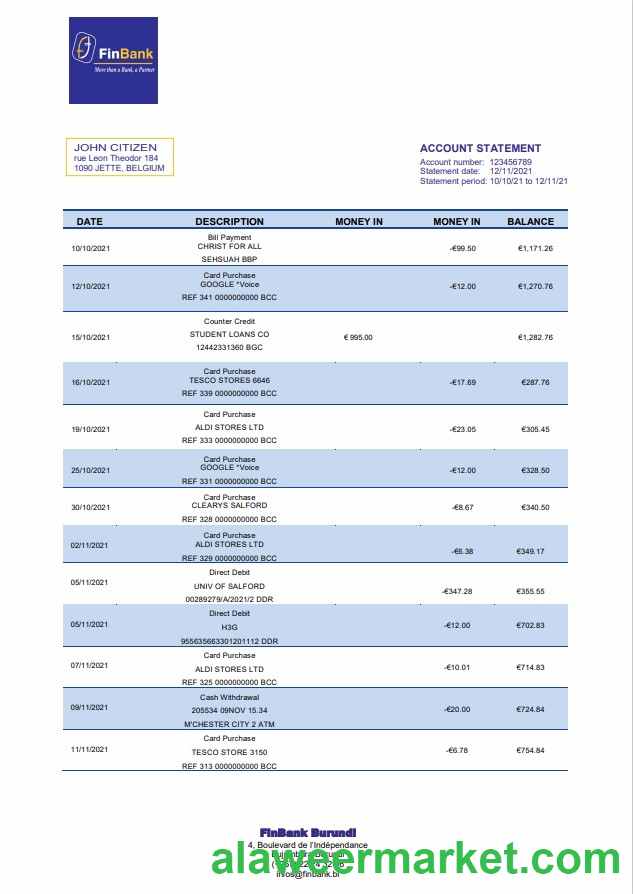 FinBank
More than a Bank, a Partner
JOHN CITIZEN
rue Leon Theodor 184
1090 JETTE, BELGIUM
ACCOUNT STATEMENT
Account number: 123456789
Statement date: 12/11/2021
Statement period: 10/10/21 to 12/11/21
DATE DESCRIPTION MONEY IN MONEY IN BALANCE
Bill Payment
10/10/2021 CHRIST FOR ALL -€99.50 €1,171.26
SEHSUAH BBP
Card Purchase
12/10/2021 GOOGLE *Voice -€12.00 €1,270.76
REF 341 0000000000 BCC
Counter Credit
15/10/2021 STUDENT LOANS CO € 995.00 €1,282.76
12442331360 BGC
Card Purchase
16/10/2021 TESCO STORES 6646 -€17.69 €287.76
REF 339 0000000000 BCC
Card Purchase
19/10/2021 ALDI STORES LTD -€23.05 €305.45
REF 333 0000000000 BCC
Card Purchase
25/10/2021 GOOGLE *Voice -€12.00 €328.50
REF 331 0000000000 BCC
Card Purchase
30/10/2021 CLEARYS SALFORD -€8.67 €340.50
REF 328 0000000000 BCC
Card Purchase
02/11/2021 ALDI STORES LTD -€6.38 €349.17
REF 329 0000000000 BCC
Direct Debit
05/11/2021 UNIV OF SALFORD -€347.28 €355.55
00289279/A/2021/2 DDR
Direct Debit
05/11/2021 H3G -€12.00 €702.83
955635663301201112 DDR
Card Purchase
07/11/2021 ALDI STORES LTD -€10.01 €714.83
REF 325 0000000000 BCC
Cash Withdrawal
09/11/2021 205534 09NOV 15.34 -€20.00 €724.84
M'CHESTER CITY 2 ATM
Card Purchase
11/11/2021 TESCO STORE 3150 -€6.78 €754.84
REF 313 0000000000 BCC
FinBank Burundi
4, Boulevard de l'Indépendance
alaweermarket.com
infos@finbank.bi